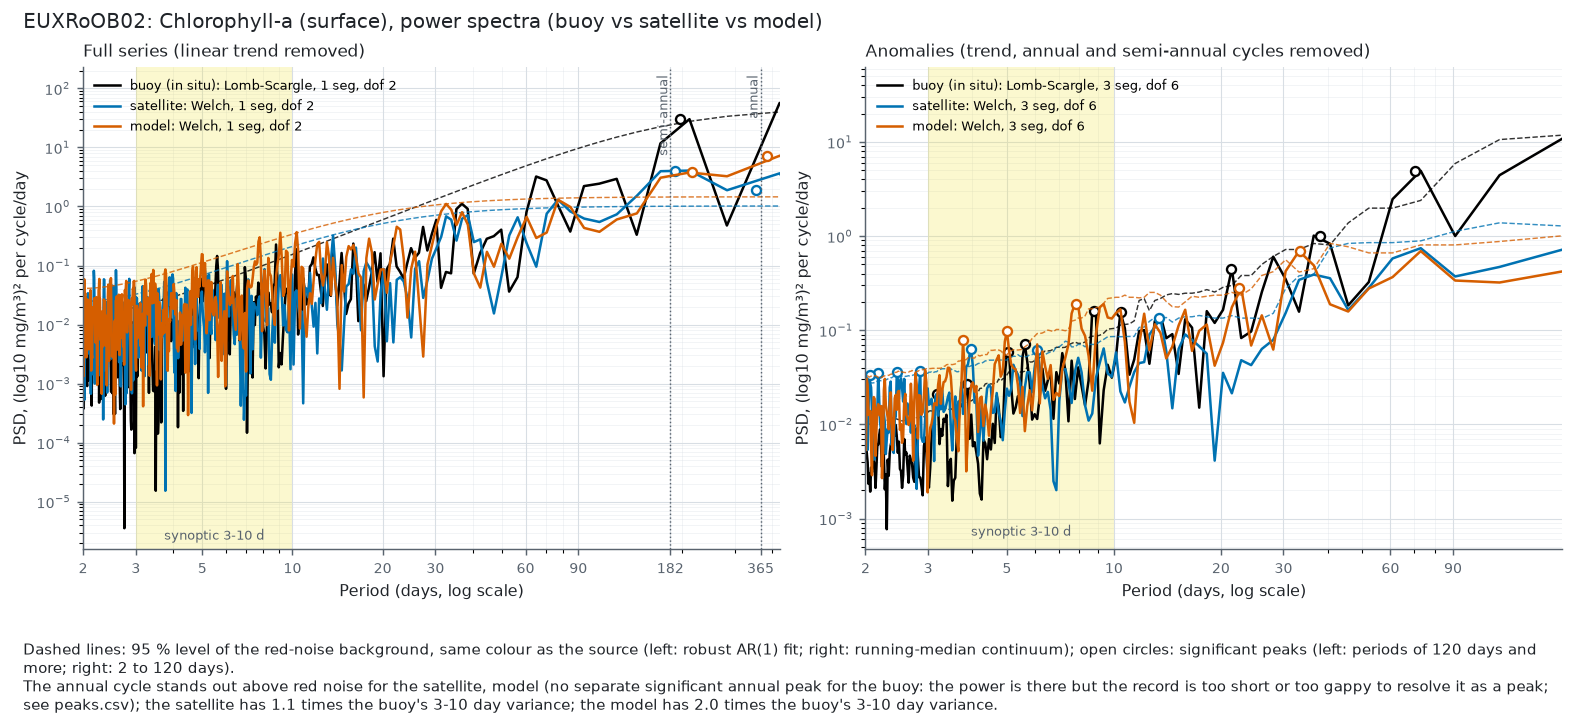 EUXRoOB02: Chlorophyll-a (surface), power spectra (buoy vs satellite vs model)
Full series (linear trend removed)
buoy (in situ): Lomb-Scargle, 1 seg, dof 2
satellite: Welch, 1 seg, dof 2
model: Welch, 1 seg, dof 2
semi-annual
annual
synoptic 3-10 d
PSD, (log10 mg/m³)² per cycle/day
10²
10¹
10⁰
10⁻¹
10⁻²
10⁻³
10⁻⁴
10⁻⁵
2 3 5 10 20 30 60 90 182 365
Period (days, log scale)
Anomalies (trend, annual and semi-annual cycles removed)
buoy (in situ): Lomb-Scargle, 3 seg, dof 6
satellite: Welch, 3 seg, dof 6
model: Welch, 3 seg, dof 6
synoptic 3-10 d
PSD, (log10 mg/m³)² per cycle/day
10¹
10⁰
10⁻¹
10⁻²
10⁻³
2 3 5 10 20 30 60 90
Period (days, log scale)
Dashed lines: 95 % level of the red-noise background, same colour as the source (left: robust AR(1) fit; right: running-median continuum); open circles: significant peaks (left: periods of 120 days and
more; right: 2 to 120 days).
The annual cycle stands out above red noise for the satellite, model (no separate significant annual peak for the buoy: the power is there but the record is too short or too gappy to resolve it as a peak;
see peaks.csv); the satellite has 1.1 times the buoy's 3-10 day variance; the model has 2.0 times the buoy's 3-10 day variance.